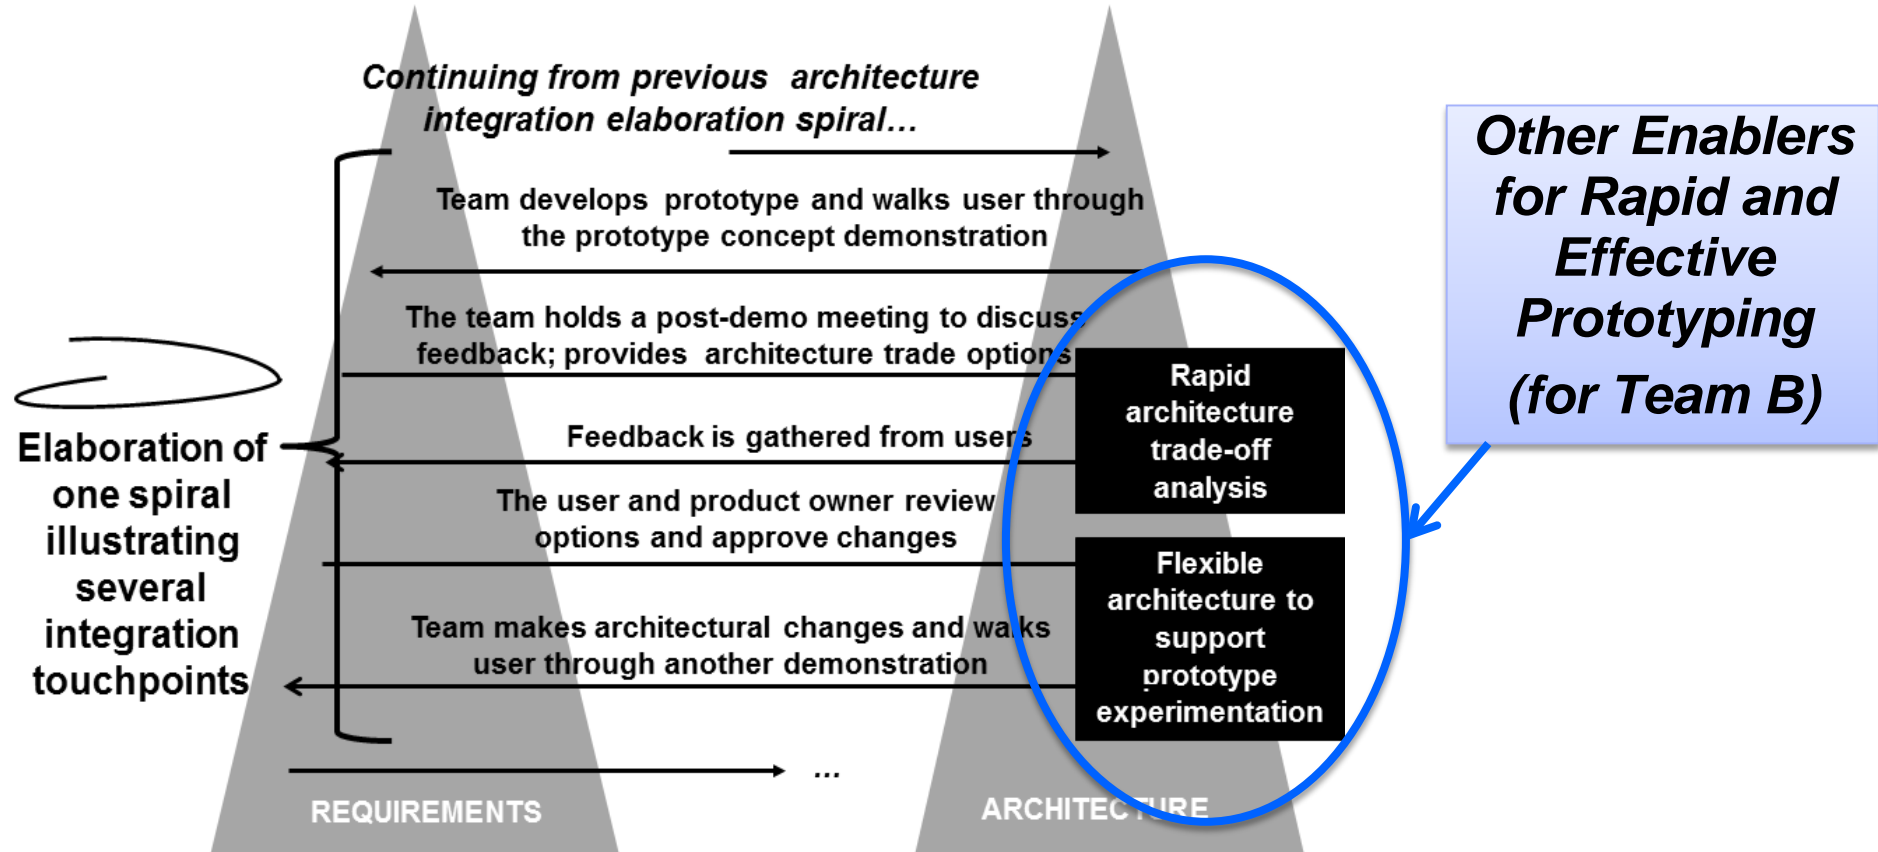 Continuing from previous architecture
integration elaboration spiral…
Team develops prototype and walks user through
the prototype concept demonstration
The team holds a post-demo meeting to discuss
feedback; provides architecture trade options
Feedback is gathered from users
The user and product owner review
options and approve changes
Team makes architectural changes and walks
user through another demonstration
...
Elaboration of
one spiral
illustrating
several
integration
touchpoints
REQUIREMENTS
ARCHITECTURE
Rapid
architecture
trade-off
analysis
Flexible
architecture to
support
prototype
experimentation
Other Enablers
for Rapid and
Effective
Prototyping
(for Team B)